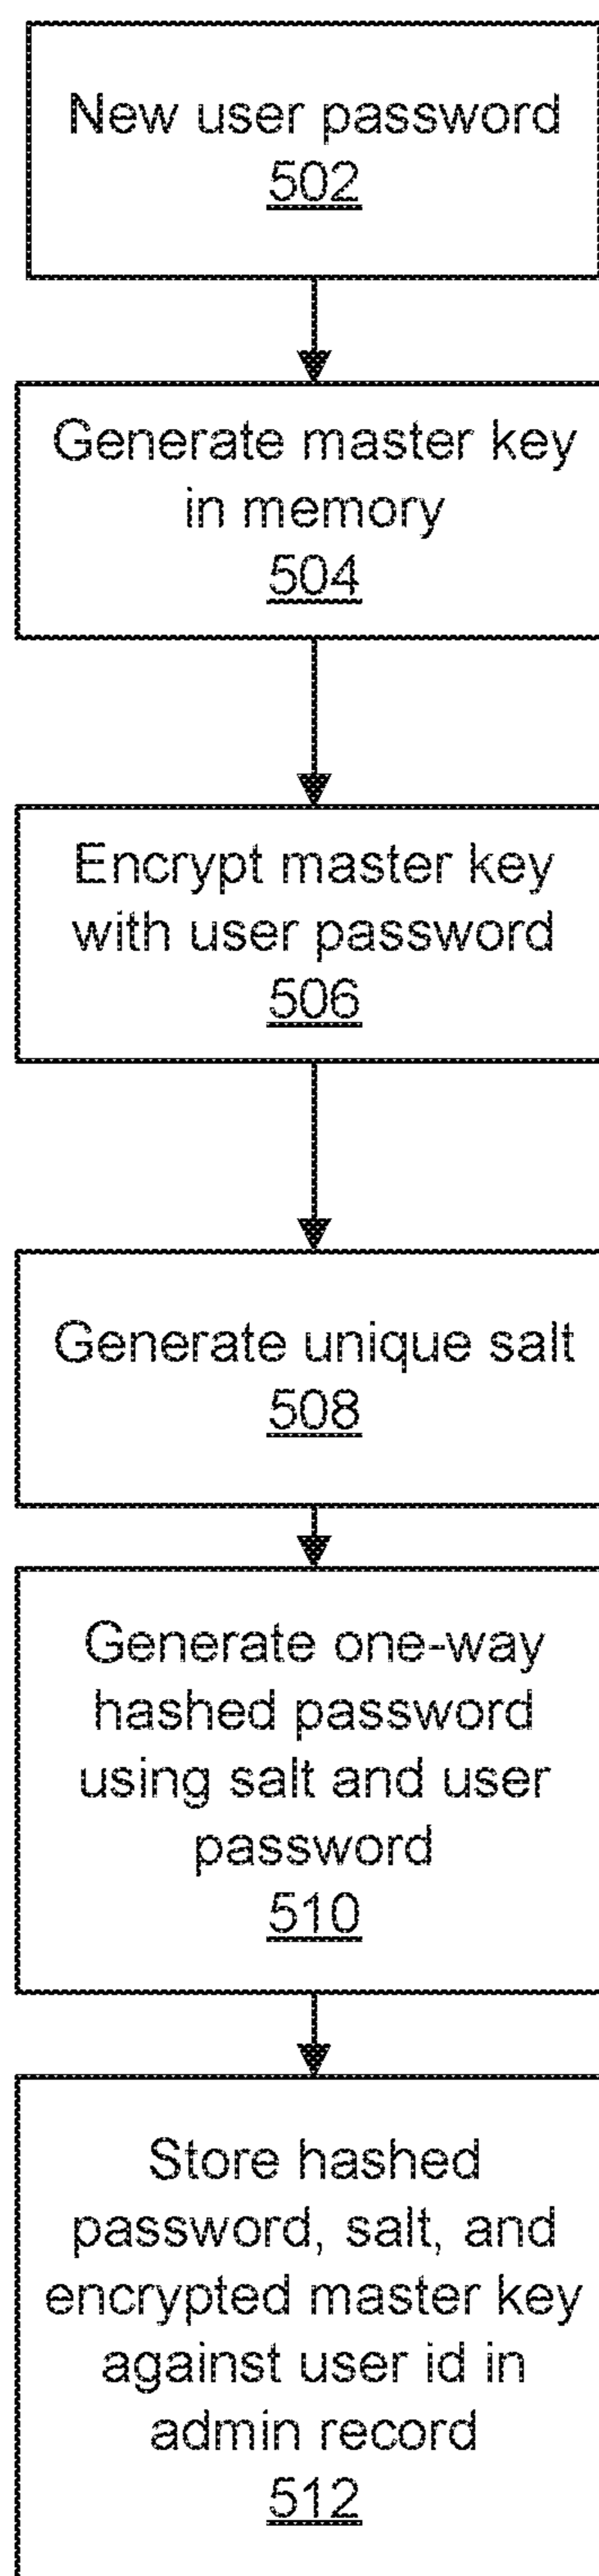 New user password
502
Generate master key
in memory
504
Encrypt master key
with user password
506
Generate unique salt
508
Generate one-way
hashed password
using salt and user
password
510
Store hashed
password, salt, and
encrypted master key
against user id in
admin record
512